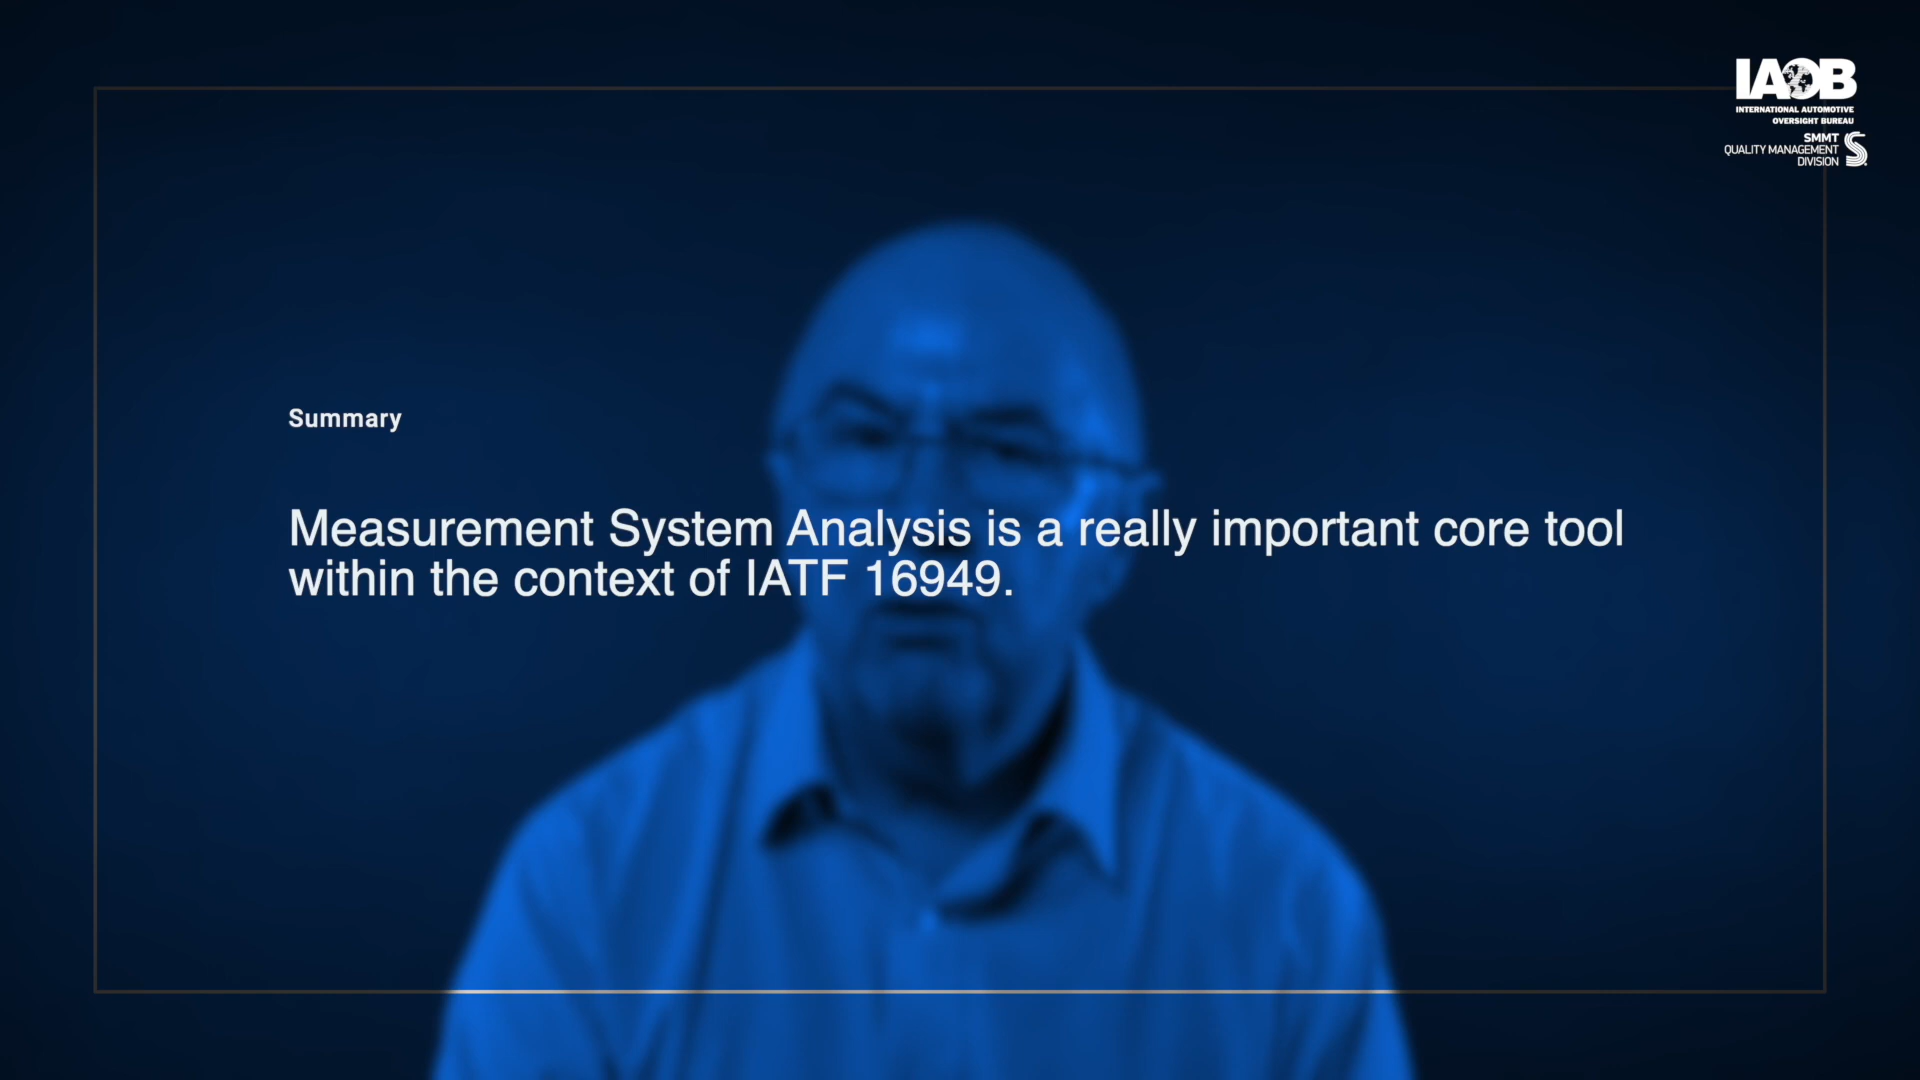 IAOB
INTERNATIONAL AUTOMOTIVE
OVERSIGHT BUREAU
SMMT
QUALITY MANAGEMENT
DIVISION
Summary
Measurement System Analysis is a really important core tool
within the context of IATF 16949.